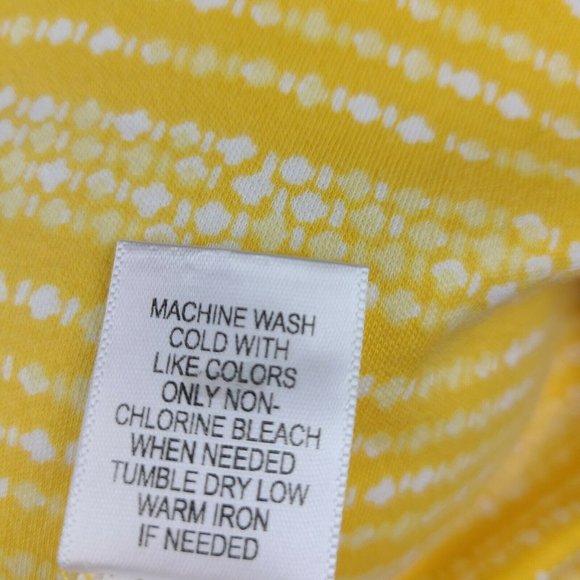 MACHINE WASH
COLD WITH
LIKE COLORS
ONLY NON-
CHLORINE BLEACH
WHEN NEEDED
TUMBLE DRY LOW
WARM IRON
IF NEEDED